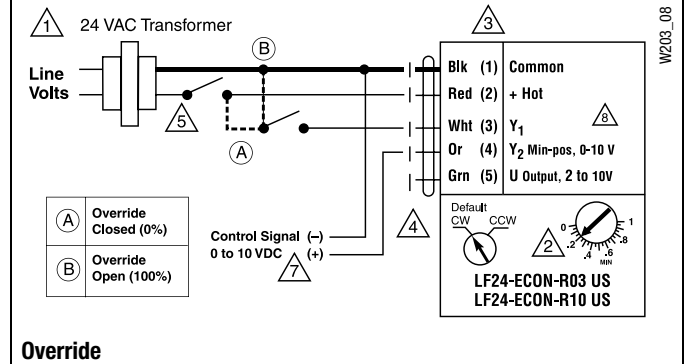 1 24 VAC Transformer
3
W203_08
B
Line
Volts
Blk (1) Common
Red (2) + Hot
8
5
A
Wht (3) Y1
Or (4) Y2 Min-pos, 0-10 V
Grn (5) U Output, 2 to 10V
A Override
Closed (0%)
B Override
Open (100%)
Control Signal (–)
0 to 10 VDC (+)
7
4
Default
CW CCW
2
0 .2 .4 .6 .8 1
MIN
LF24-ECON-R03 US
LF24-ECON-R10 US
Override